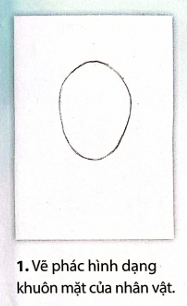 1. Vẽ phác hình dạng
khuôn mặt của nhân vật.